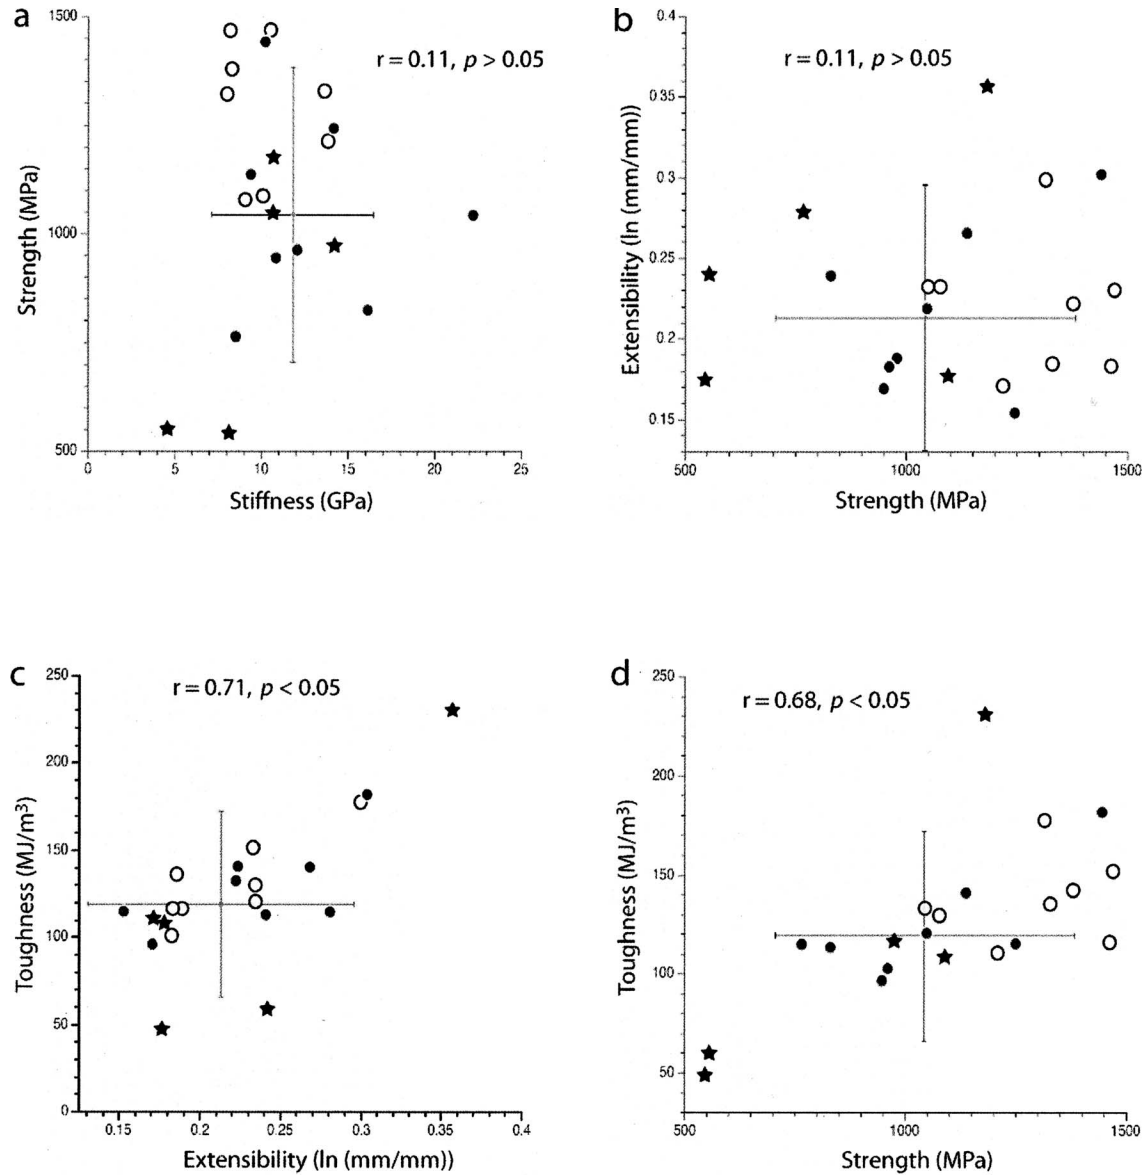 a
r = 0.11, p > 0.05
Strength (MPa)
1500
1000
500
0
5
10
15
20
25
Stiffness (GPa)
b
r = 0.11, p > 0.05
Extensibility (ln (mm/mm))
0.4
0.35
0.3
0.25
0.2
0.15
500
1000
1500
Strength (MPa)
c
r = 0.71, p < 0.05
Toughness (MJ/m³)
250
200
150
100
50
0
0.15
0.2
0.25
0.3
0.35
0.4
Extensibility (ln (mm/mm))
d
r = 0.68, p < 0.05
Toughness (MJ/m³)
250
200
150
100
50
500
1000
1500
Strength (MPa)